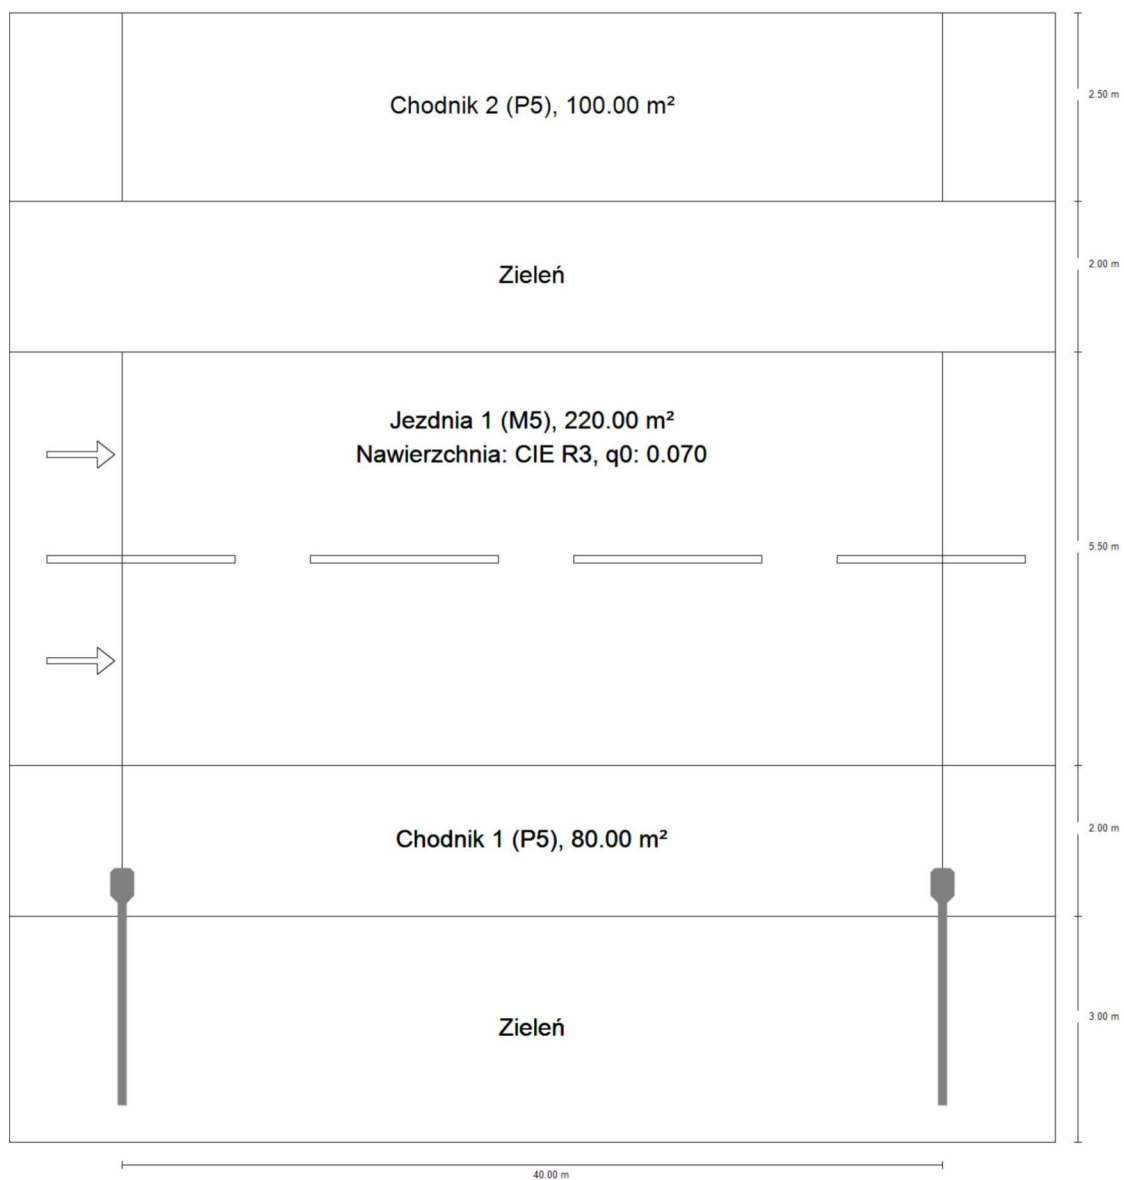 Chodnik 2 (P5), 100.00 m²
2.50 m
Zieleń
2.00 m
Jezdnia 1 (M5), 220.00 m²
Nawierzchnia: CIE R3, q0: 0.070
5.50 m
Chodnik 1 (P5), 80.00 m²
2.00 m
Zieleń
3.00 m
40.00 m